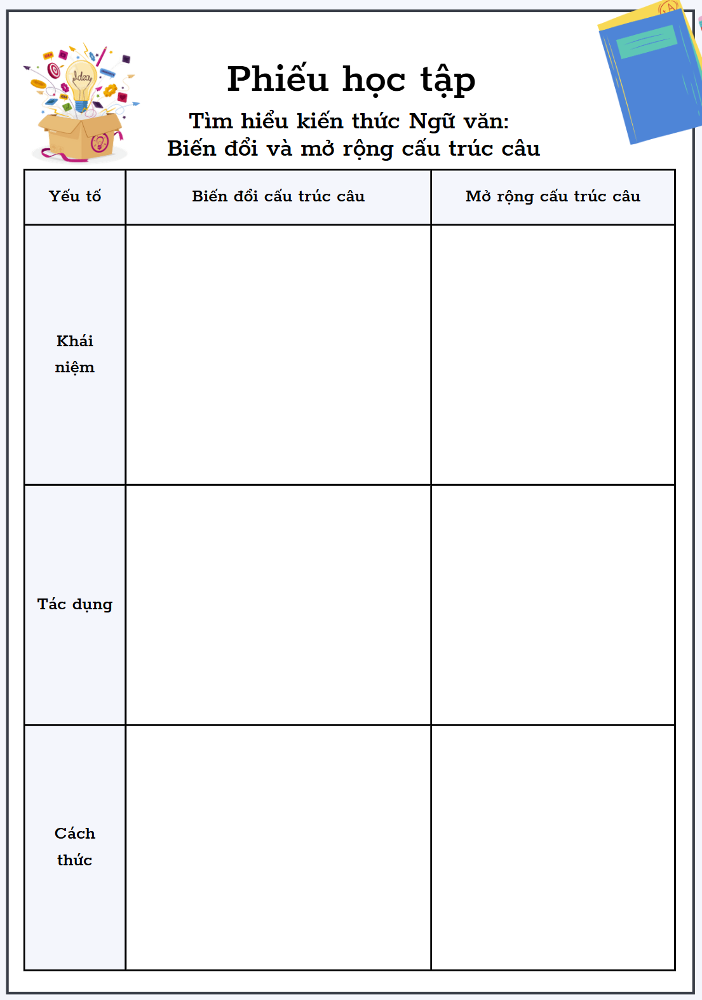 Idea
Phiếu học tập
Tìm hiểu kiến thức Ngữ văn:
Biến đổi và mở rộng cấu trúc câu
Yếu tố
Biến đổi cấu trúc câu
Mở rộng cấu trúc câu
Khái
niệm
Tác dụng
Cách
thức